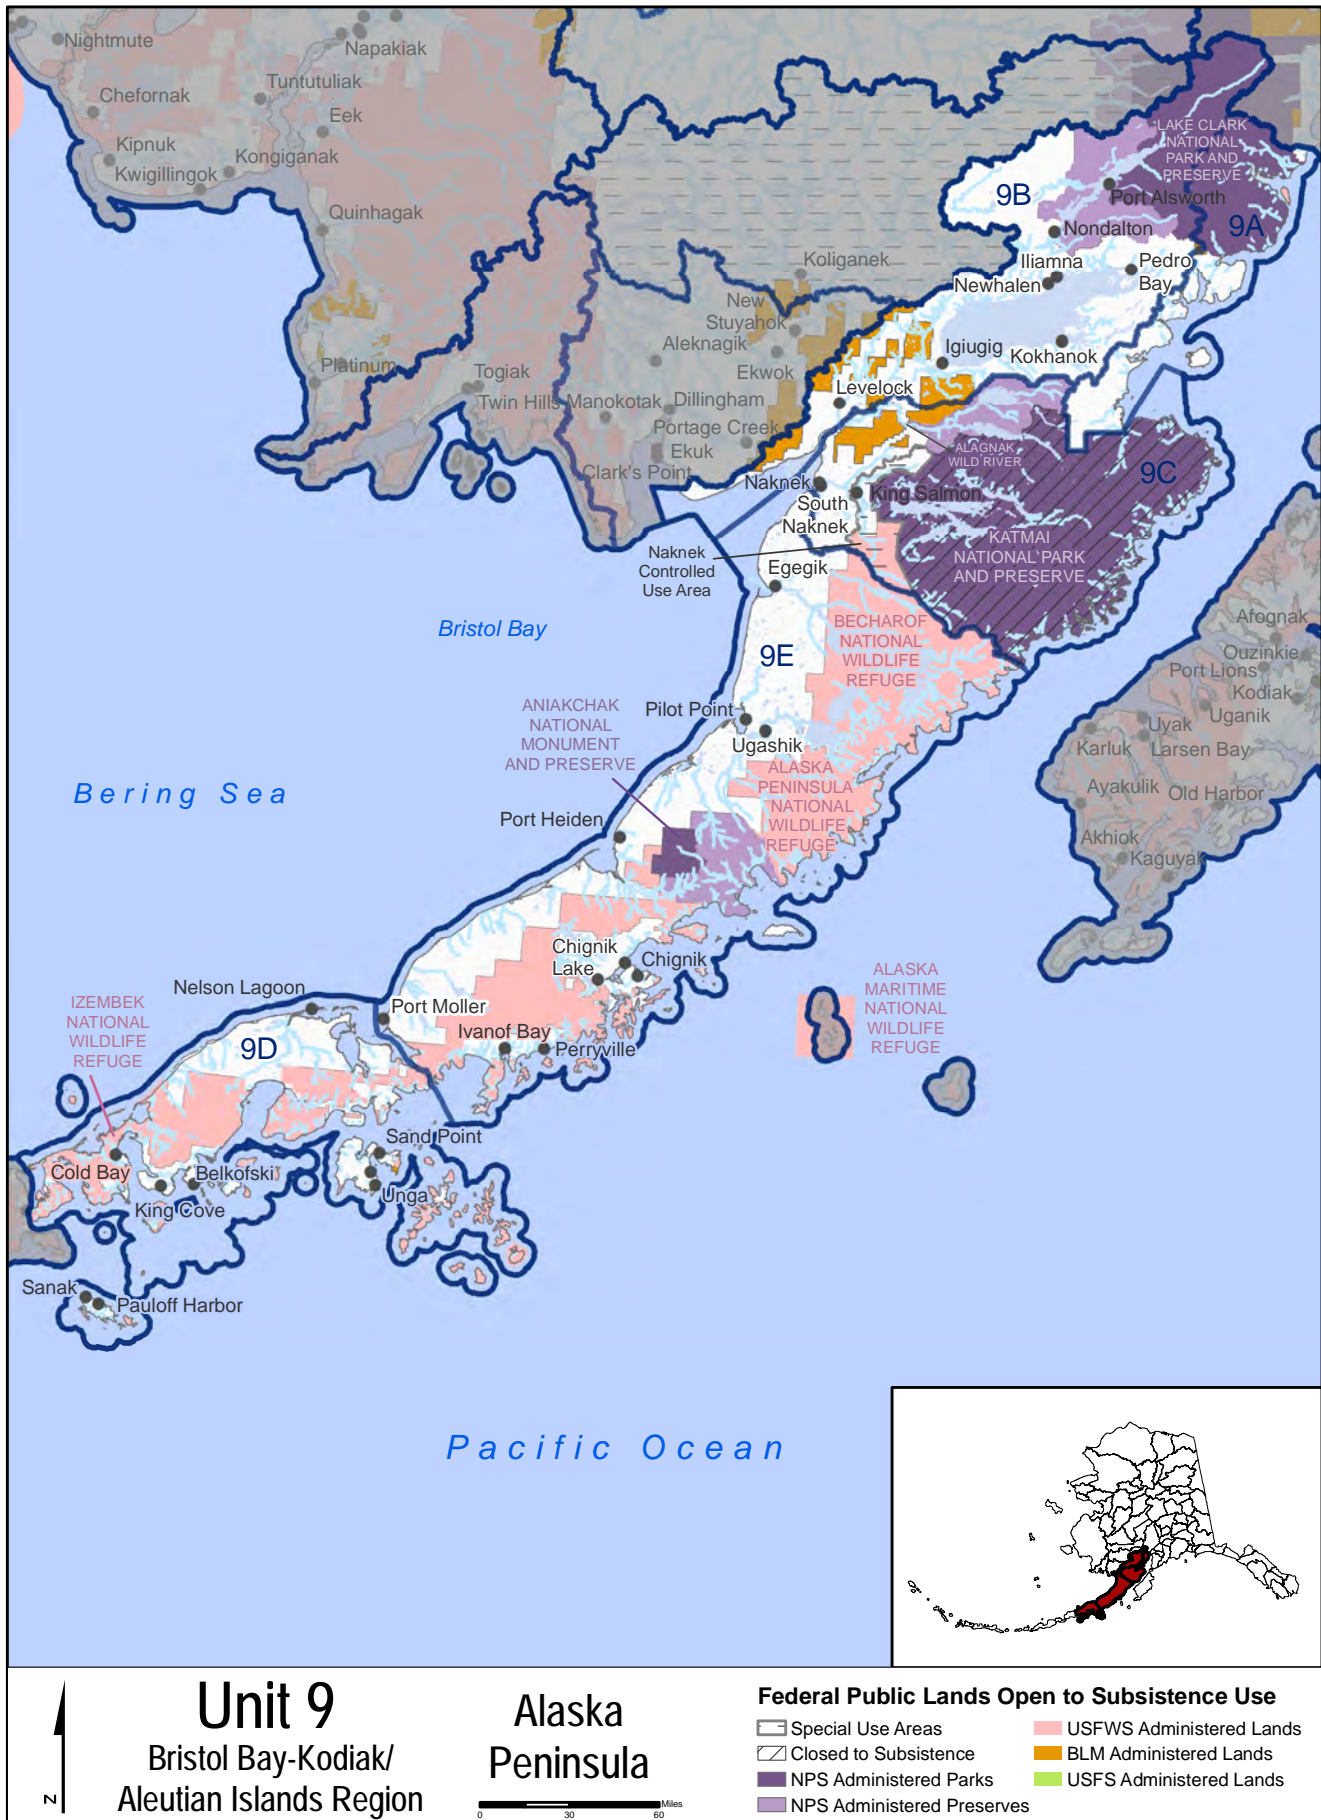 Nightmute
Napakiak
Tuntutuliak
Chefornak
Eek
Kipnuk
Kongiganak
Kwigillingok
Quinhagak
Platinum
Togiak
Twin Hills
Manokotak
Koliganek
New
Stuyahok
Aleknagik
Ekwok
Dillingham
Portage Creek
Ekuk
Clark's Point
LAKE CLARK
NATIONAL
PARK AND
PRESERVE
9B
Port Alsworth
9A
Nondalton
Iliamna
Newhalen
Pedro
Bay
Igiugig
Kokhanok
Levelock
ALAGNAK
WILD RIVER
9C
Naknek
King Salmon
South
Naknek
KATMAI
NATIONAL PARK
AND PRESERVE
Naknek
Controlled
Use Area
Egegik
Bristol Bay
BECHAROF
NATIONAL
WILDLIFE
REFUGE
9E
Afognak
Ouzinkie
Port Lions
Kodiak
Uganik
Uyak
Karluk
Larsen Bay
Ayakulik
Old Harbor
Akhiok
Kaguyak
ANIAKCHAK
NATIONAL
MONUMENT
AND PRESERVE
Pilot Point
Ugashik
ALASKA
PENINSULA
NATIONAL
WILDLIFE
REFUGE
Bering Sea
Port Heiden
Chignik
Lake
Chignik
ALASKA
MARITIME
NATIONAL
WILDLIFE
REFUGE
Nelson Lagoon
Port Moller
IZEMBEK
NATIONAL
WILDLIFE
REFUGE
9D
Ivanof Bay
Perryville
Sand Point
Cold Bay
Belkofski
Unga
King Cove
Sanak
Pauloff Harbor
Pacific Ocean
N
Unit 9
Bristol Bay-Kodiak/
Aleutian Islands Region
Alaska
Peninsula
Miles
0 30 60
Federal Public Lands Open to Subsistence Use
Special Use Areas
Closed to Subsistence
NPS Administered Parks
NPS Administered Preserves
USFWS Administered Lands
BLM Administered Lands
USFS Administered Lands